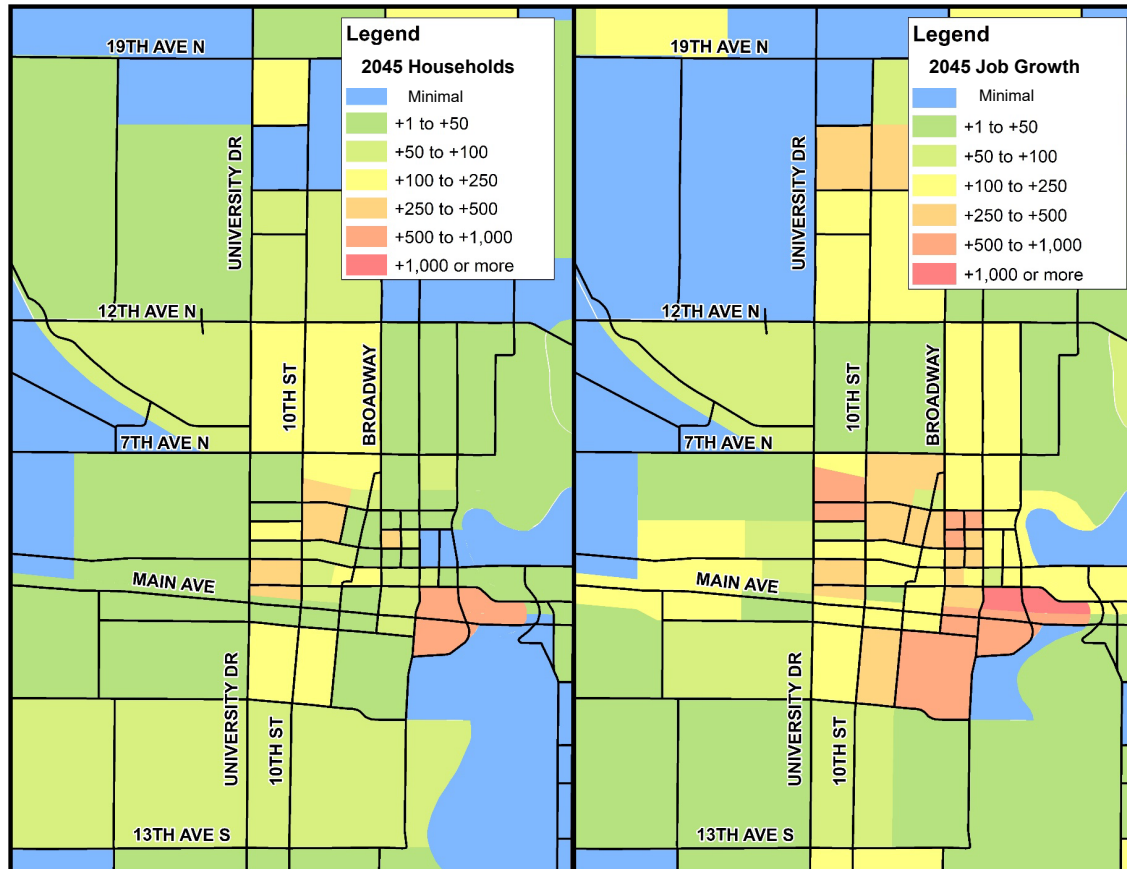 Legend
2045 Households
Minimal
+1 to +50
+50 to +100
+100 to +250
+250 to +500
+500 to +1,000
+1,000 or more
19TH AVE N
UNIVERSITY DR
12TH AVE N
10TH ST
BROADWAY
7TH AVE N
MAIN AVE
UNIVERSITY DR
10TH ST
13TH AVE S
Legend
2045 Job Growth
Minimal
+1 to +50
+50 to +100
+100 to +250
+250 to +500
+500 to +1,000
+1,000 or more
19TH AVE N
UNIVERSITY DR
12TH AVE N
10TH ST
BROADWAY
7TH AVE N
MAIN AVE
UNIVERSITY DR
10TH ST
13TH AVE S